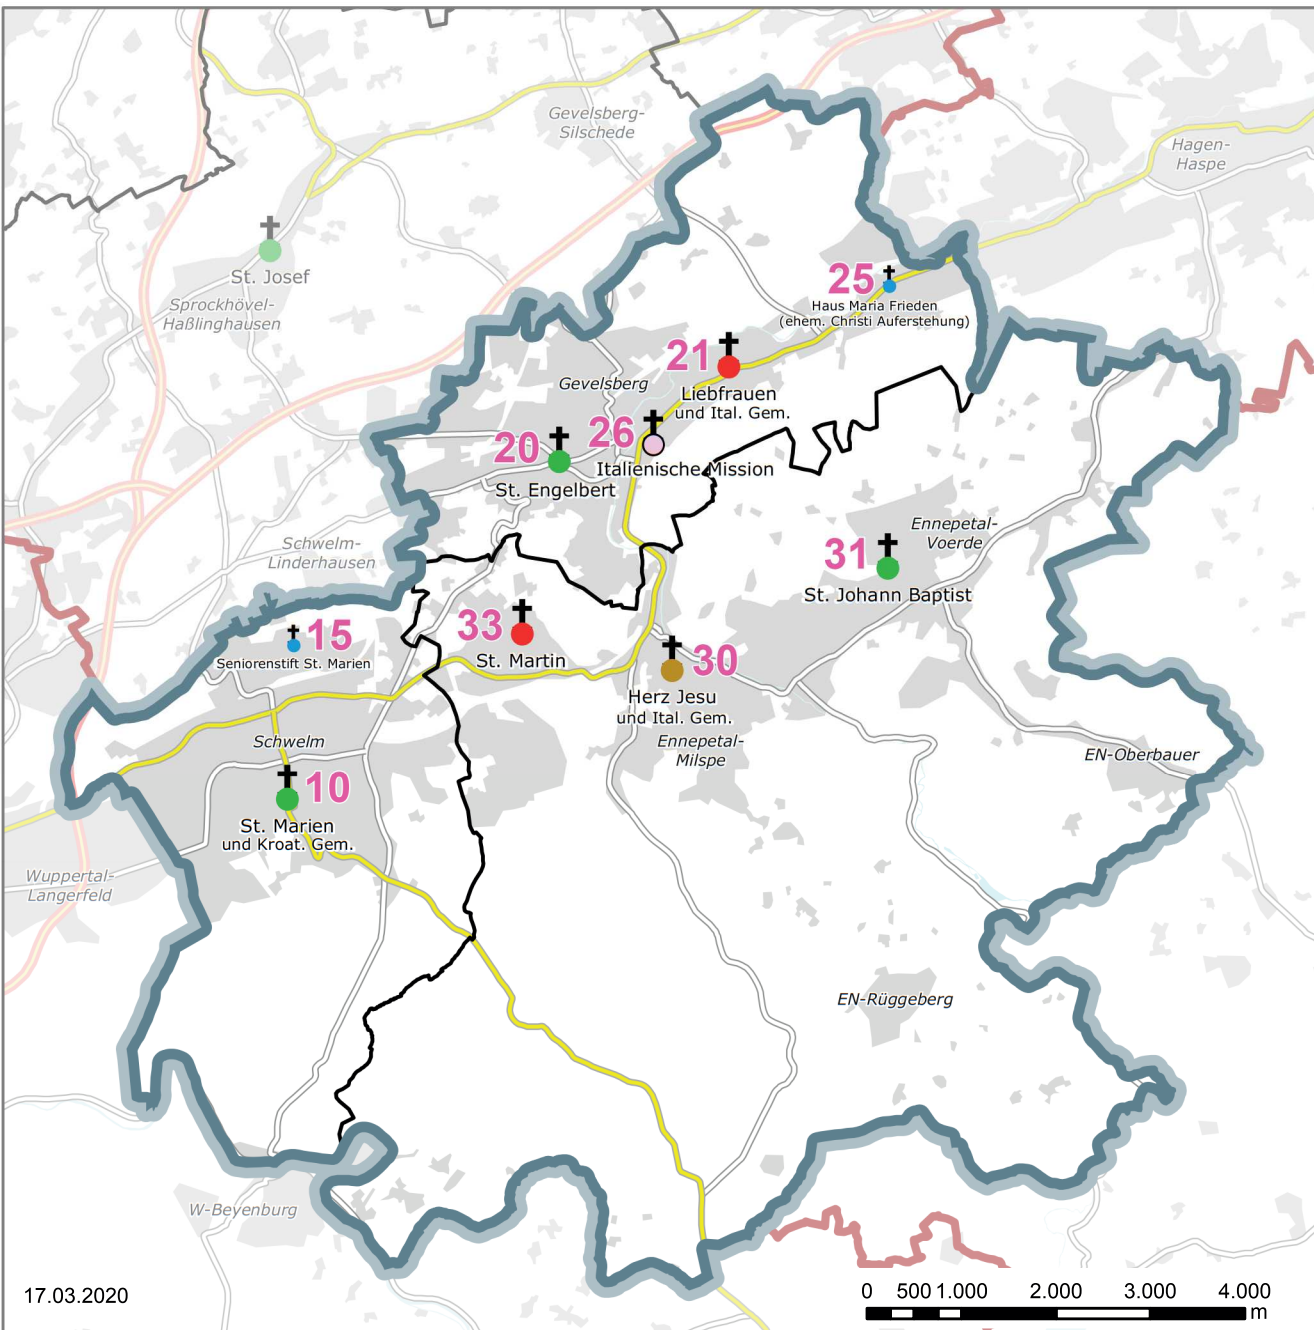 Gevelsberg-
Silschede
Hagen-
Haspe
St. Josef
Sprockhövel-
Haßlinghausen
25
Haus Maria Frieden
(ehem. Christi Auferstehung)
21
Liebfrauen
und Ital. Gem.
Gevelsberg
26
Italienische Mission
20
St. Engelbert
Schwelm-
Linderhausen
Ennepetal-
Voerde
31
St. Johann Baptist
33
St. Martin
15
Seniorenstift St. Marien
30
Herz Jesu
und Ital. Gem.
Ennepetal-
Milspe
Schwelm
EN-Oberbauer
10
St. Marien
und Kroat. Gem.
Wuppertal-
Langerfeld
EN-Rüggeberg
W-Beyenburg
17.03.2020
0 500 1.000 2.000 3.000 4.000
m